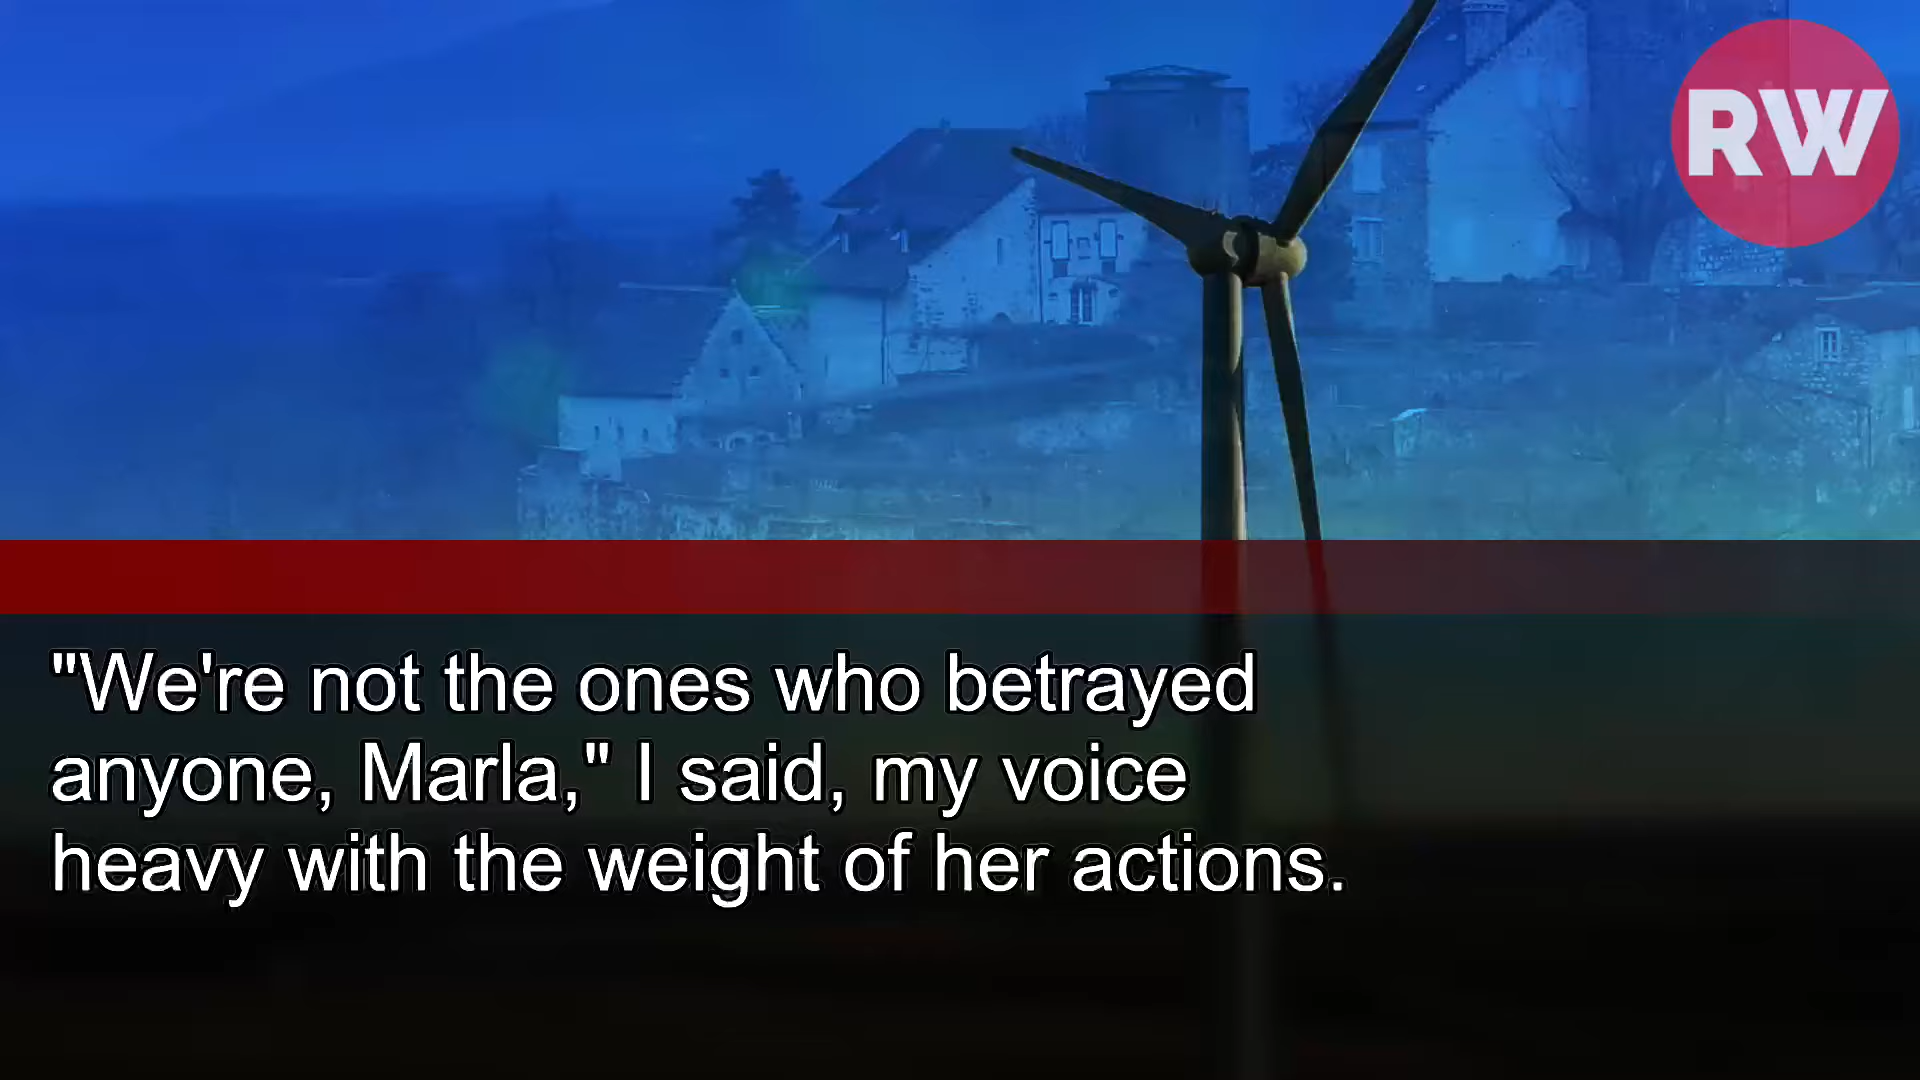 RW
"We're not the ones who betrayed
anyone, Marla," I said, my voice
heavy with the weight of her actions.